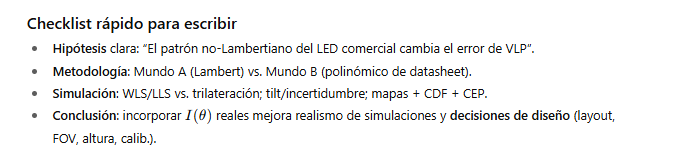 Checklist rápido para escribir
• Hipótesis clara: “El patrón no-Lambertiano del LED comercial cambia el error de VLP”.
• Metodología: Mundo A (Lambert) vs. Mundo B (polinómico de datasheet).
• Simulación: WLS/LLS vs. trilateración; tilt/incertidumbre; mapas + CDF + CEP.
• Conclusión: incorporar I(θ) reales mejora realismo de simulaciones y decisiones de diseño (layout,
FOV, altura, calib.).